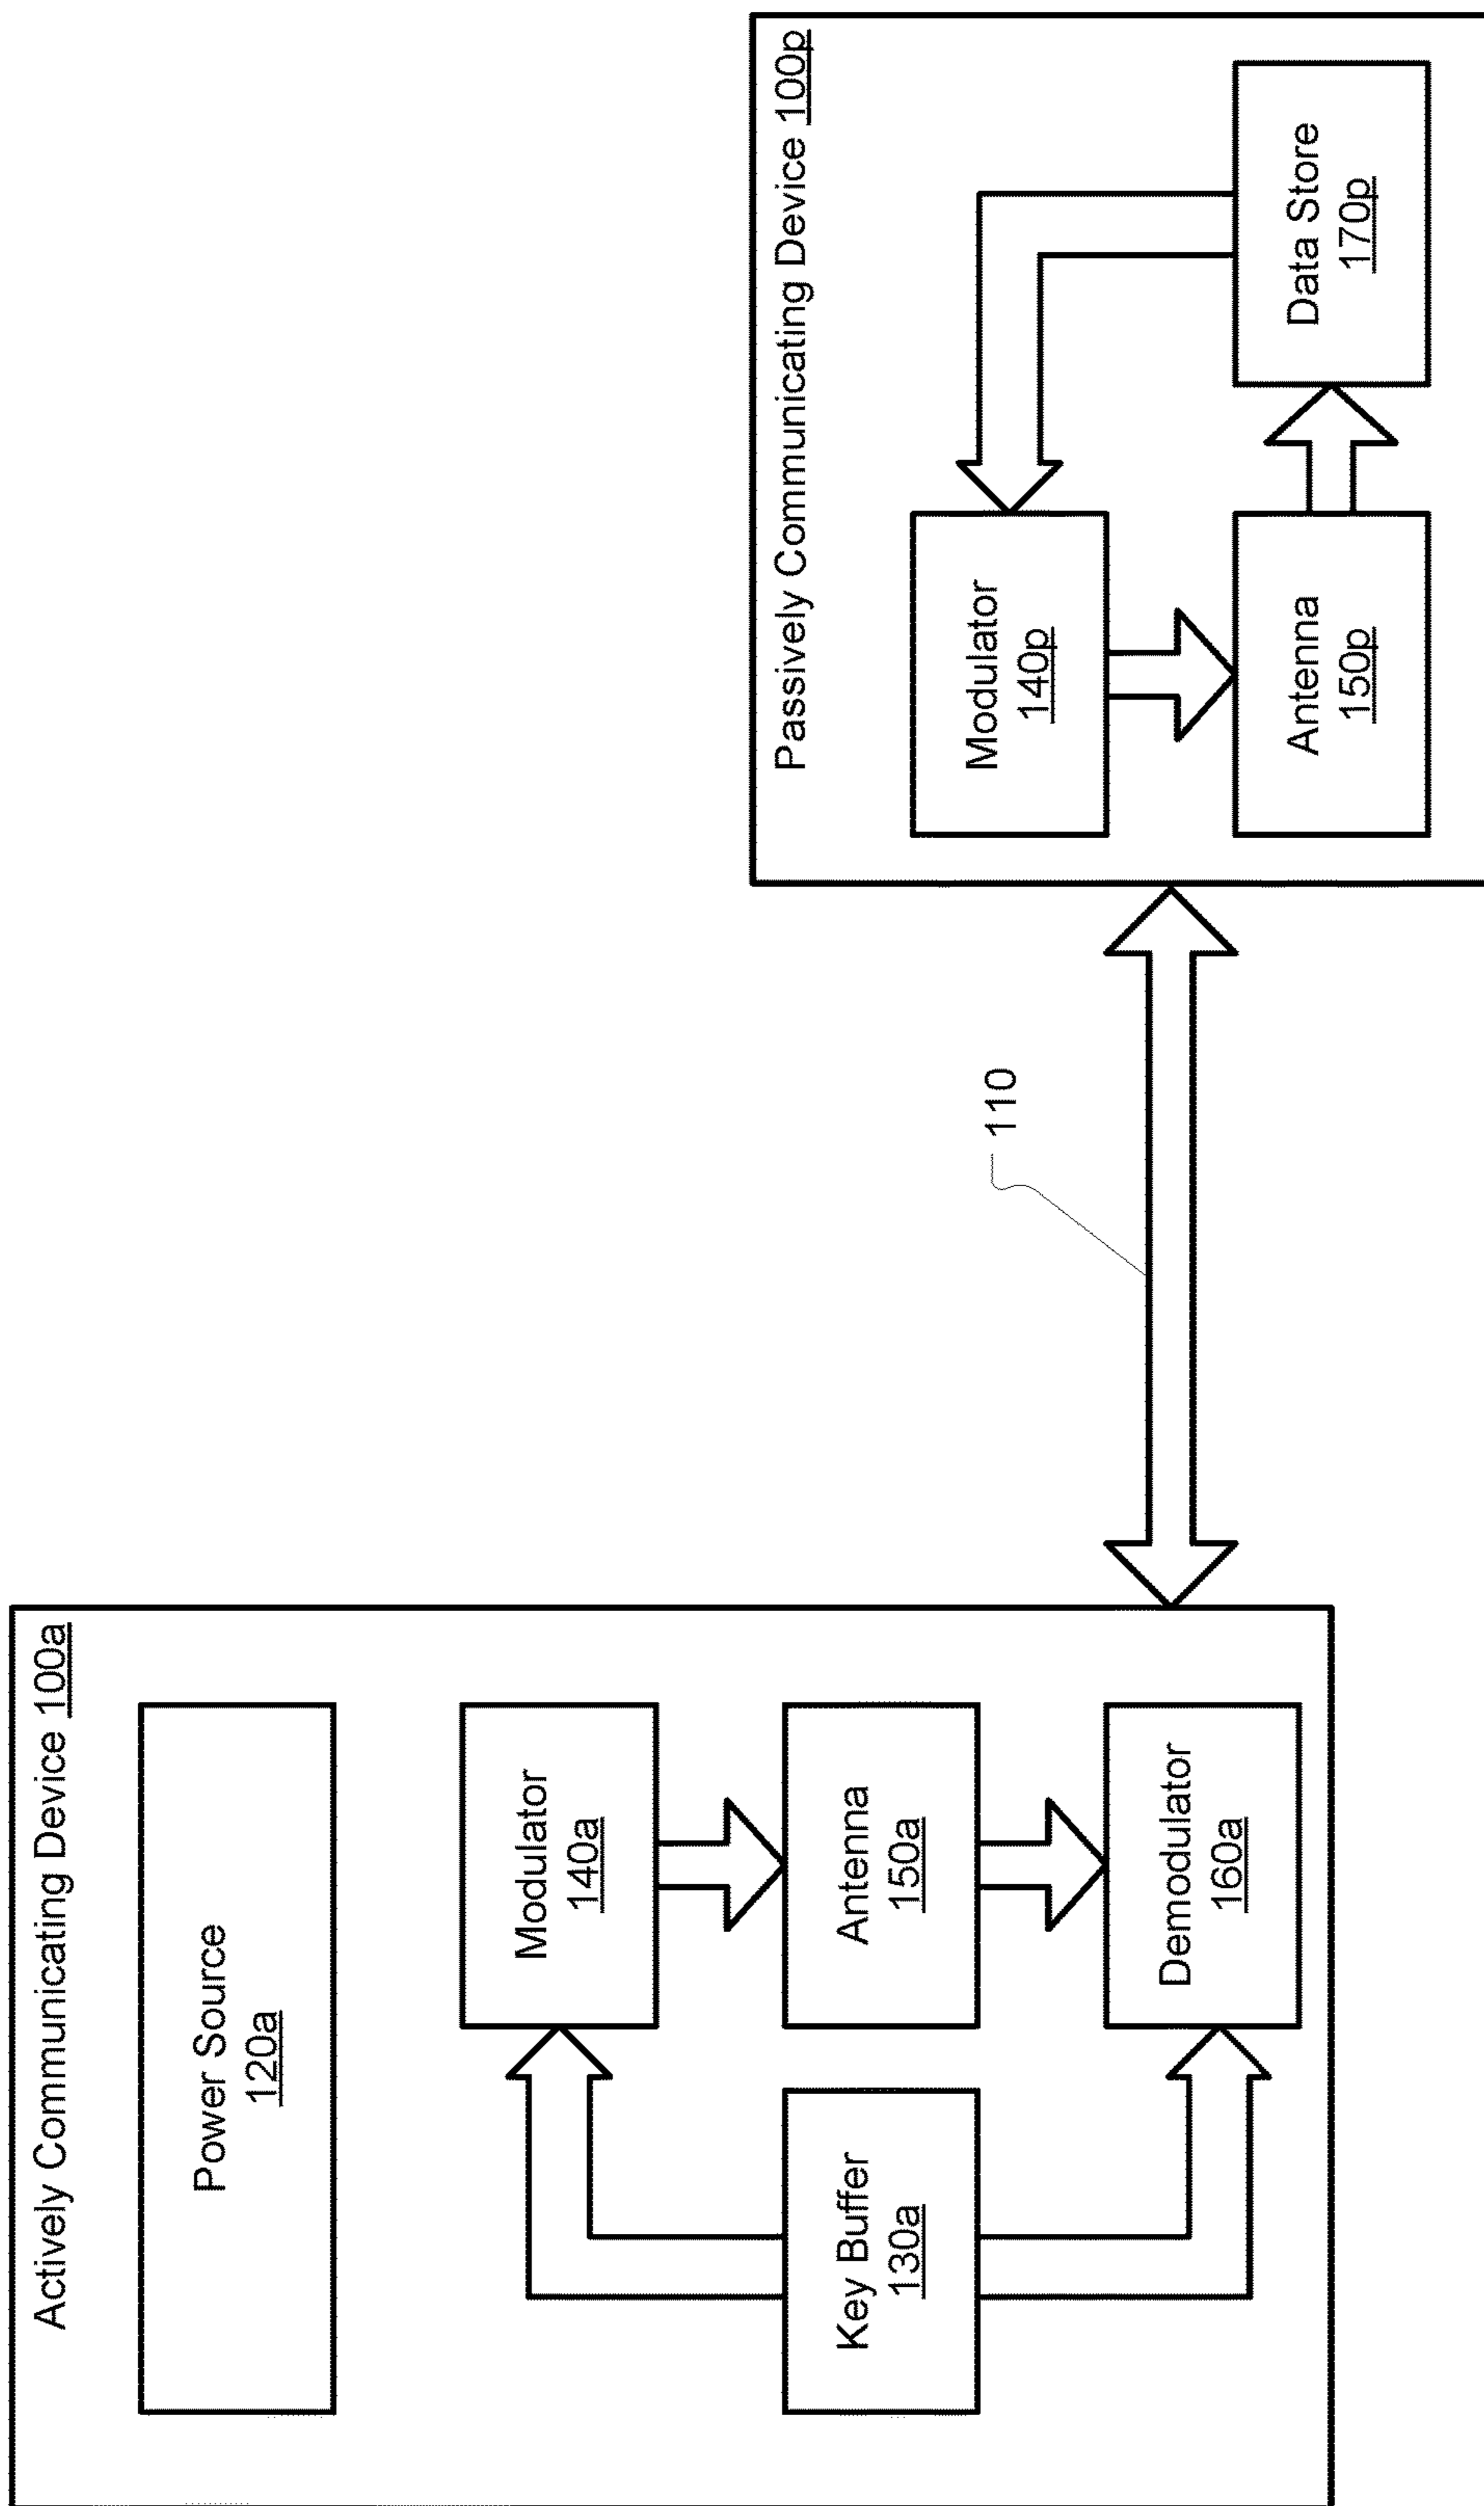 Actively Communicating Device 100a
Power Source
120a
Key Buffer
130a
Modulator
140a
Antenna
150a
Demodulator
160a
110
Passively Communicating Device 100p
Modulator
140p
Antenna
150p
Data Store
170p